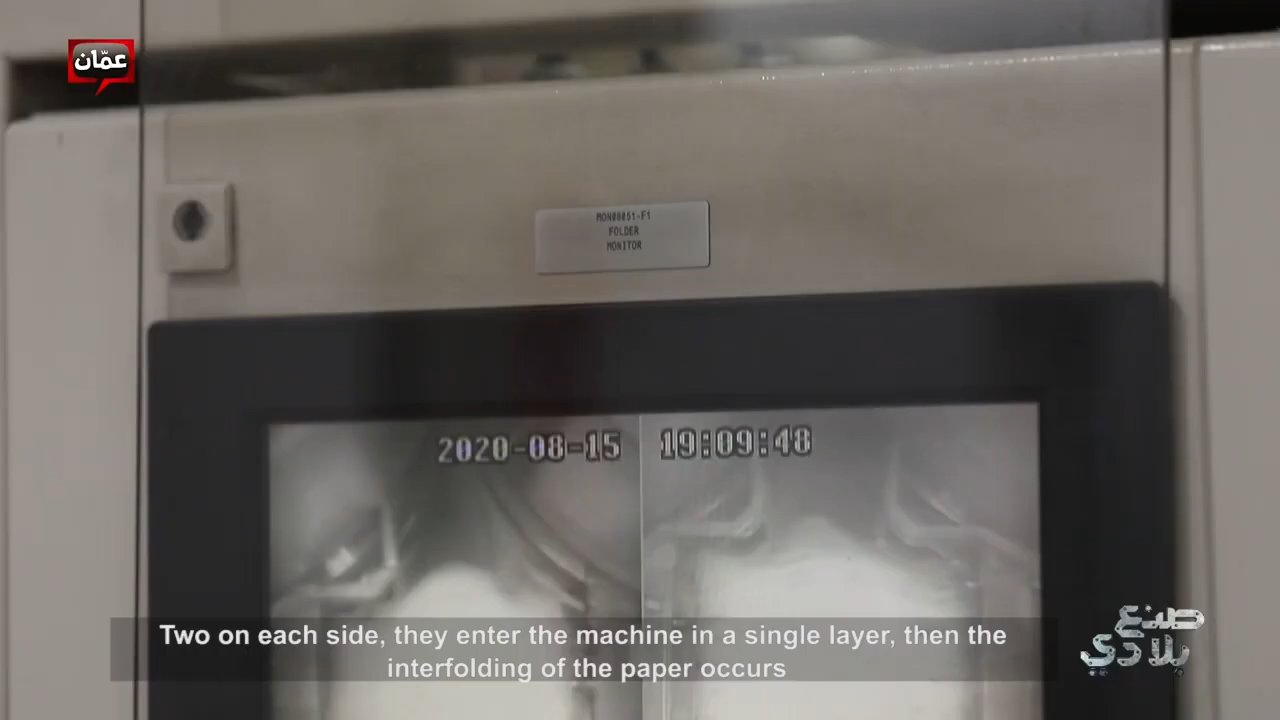 عمّان
MON08051-F1
FOLDER
MONITOR
2020-08-15 19:09:48
Two on each side, they enter the machine in a single layer, then the
interfolding of the paper occurs
صنع
بلادي